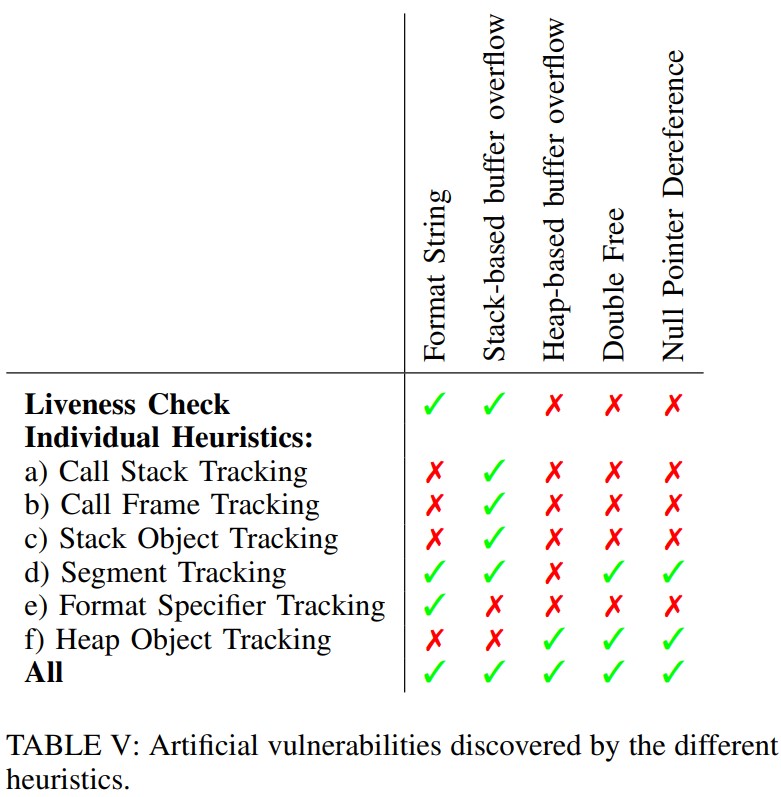 Format String
Stack-based buffer overflow
Heap-based buffer overflow
Double Free
Null Pointer Dereference
Liveness Check ✓ ✓ ✗ ✗ ✗
Individual Heuristics:
a) Call Stack Tracking ✗ ✓ ✗ ✗ ✗
b) Call Frame Tracking ✗ ✓ ✗ ✗ ✗
c) Stack Object Tracking ✗ ✓ ✗ ✗ ✗
d) Segment Tracking ✓ ✓ ✗ ✓ ✓
e) Format Specifier Tracking ✓ ✗ ✗ ✗ ✗
f) Heap Object Tracking ✗ ✗ ✓ ✓ ✓
All ✓ ✓ ✓ ✓ ✓
TABLE V: Artificial vulnerabilities discovered by the different
heuristics.